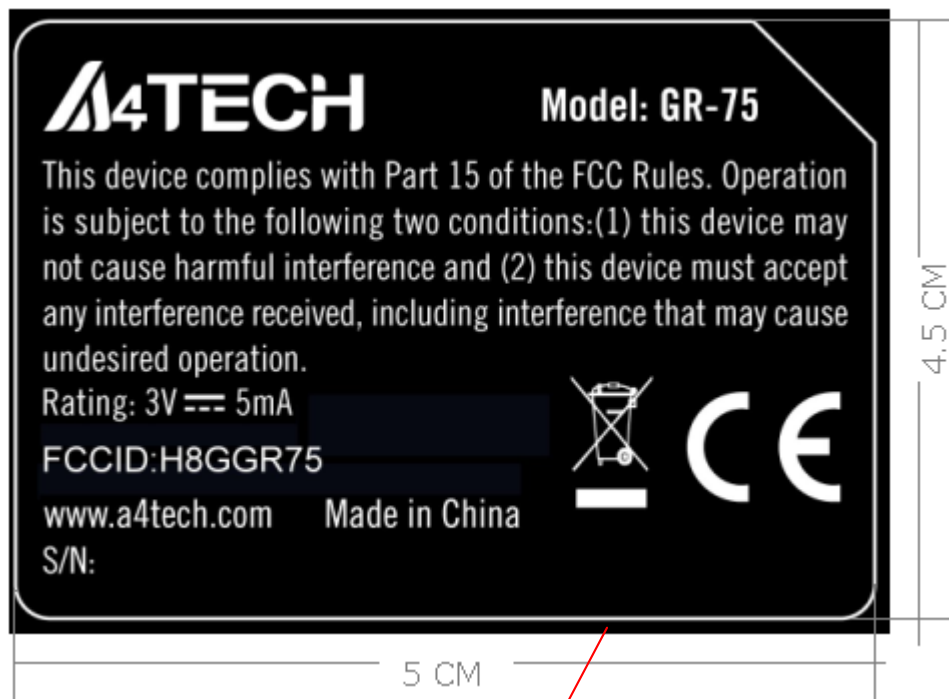 A4TECH
Model: GR-75
This device complies with Part 15 of the FCC Rules. Operation
is subject to the following two conditions:(1) this device may
not cause harmful interference and (2) this device must accept
any interference received, including interference that may cause
undesired operation.
Rating: 3V ⎓ 5mA
FCCID:H8GGR75
www.a4tech.com Made in China
S/N:
CE
4.5 CM
5 CM